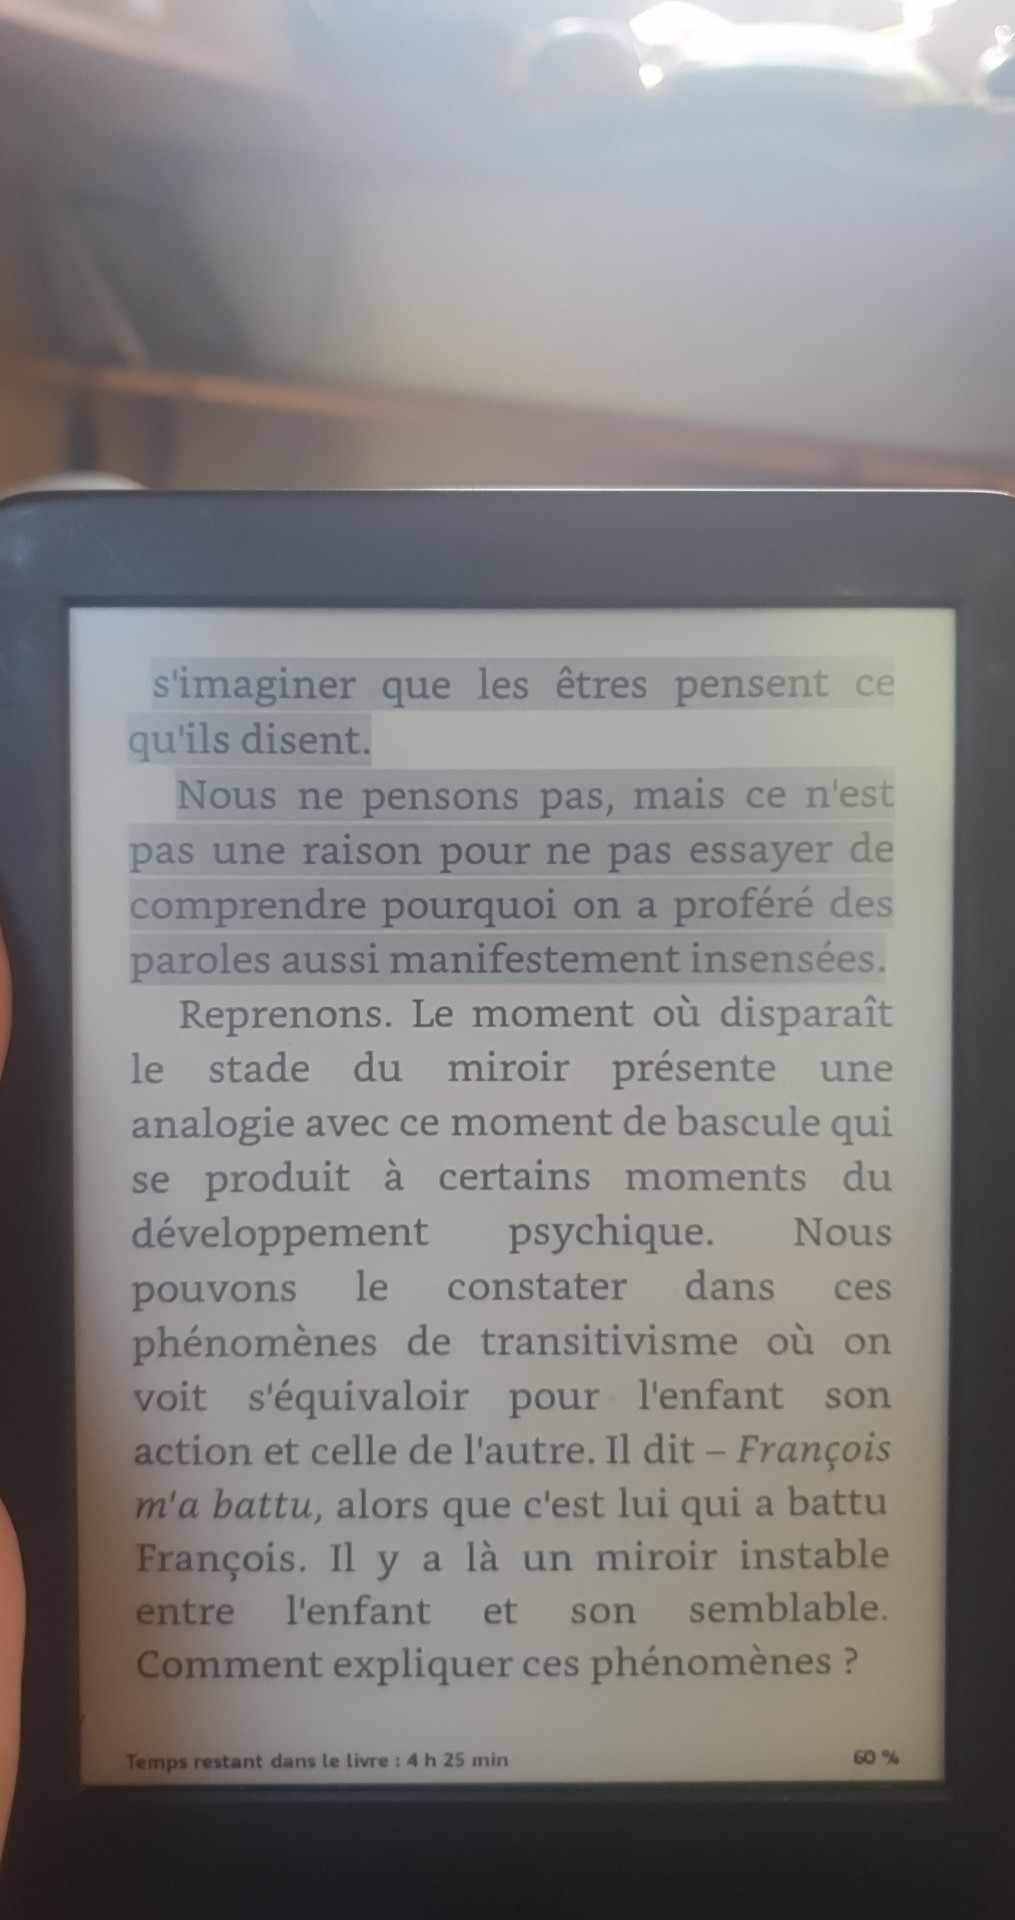 s'imaginer que les êtres pensent ce
qu'ils disent.
Nous ne pensons pas, mais ce n'est
pas une raison pour ne pas essayer de
comprendre pourquoi on a proféré des
paroles aussi manifestement insensées.
Reprenons. Le moment où disparaît
le stade du miroir présente une
analogie avec ce moment de bascule qui
se produit à certains moments du
développement psychique. Nous
pouvons le constater dans ces
phénomènes de transitivisme où on
voit s'équivaloir pour l'enfant son
action et celle de l'autre. Il dit – François
m'a battu, alors que c'est lui qui a battu
François. Il y a là un miroir instable
entre l'enfant et son semblable.
Comment expliquer ces phénomènes ?
Temps restant dans le livre : 4 h 25 min 60 %